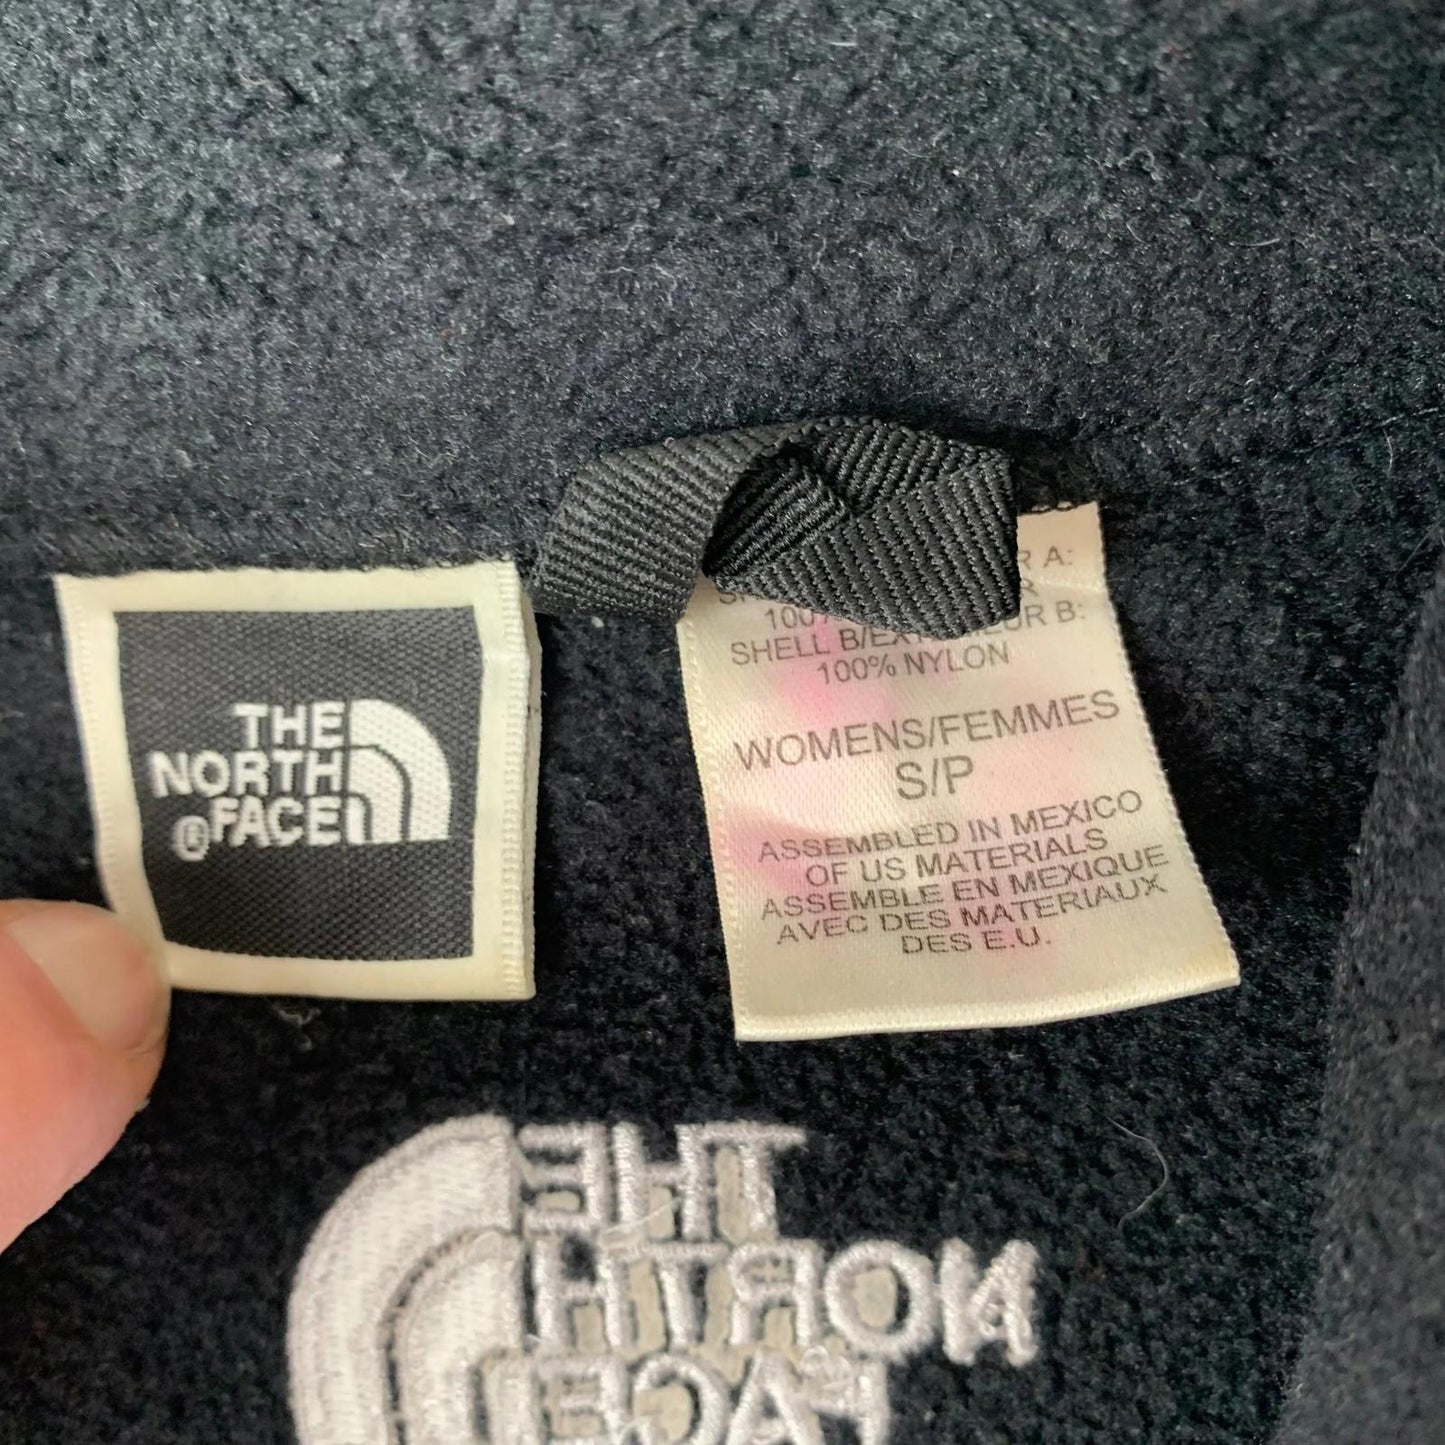 THE
NORTH
® FACE
R A:
100%
SHELL B/EXTERIEUR B:
100% NYLON
WOMENS/FEMMES
S/P
ASSEMBLED IN MEXICO
OF US MATERIALS
ASSEMBLE EN MEXIQUE
AVEC DES MATERIAUX
DES E.U.
THE
NORTH
FACE